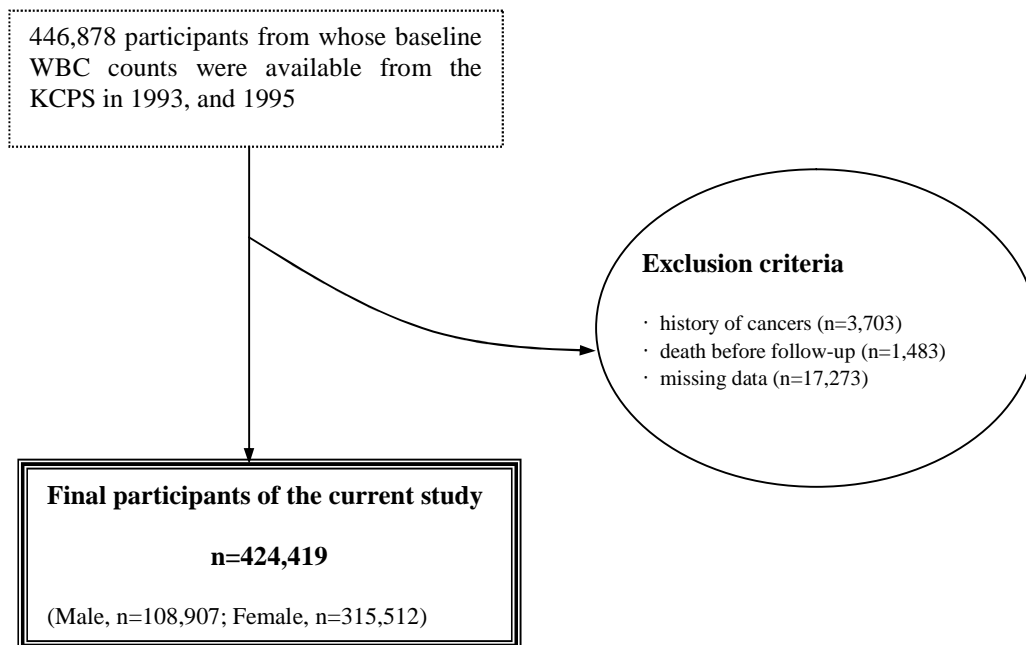 446,878 participants from whose baseline
WBC counts were available from the
KCPS in 1993, and 1995
Exclusion criteria
· history of cancers (n=3,703)
· death before follow-up (n=1,483)
· missing data (n=17,273)
Final participants of the current study
n=424,419
(Male, n=108,907; Female, n=315,512)